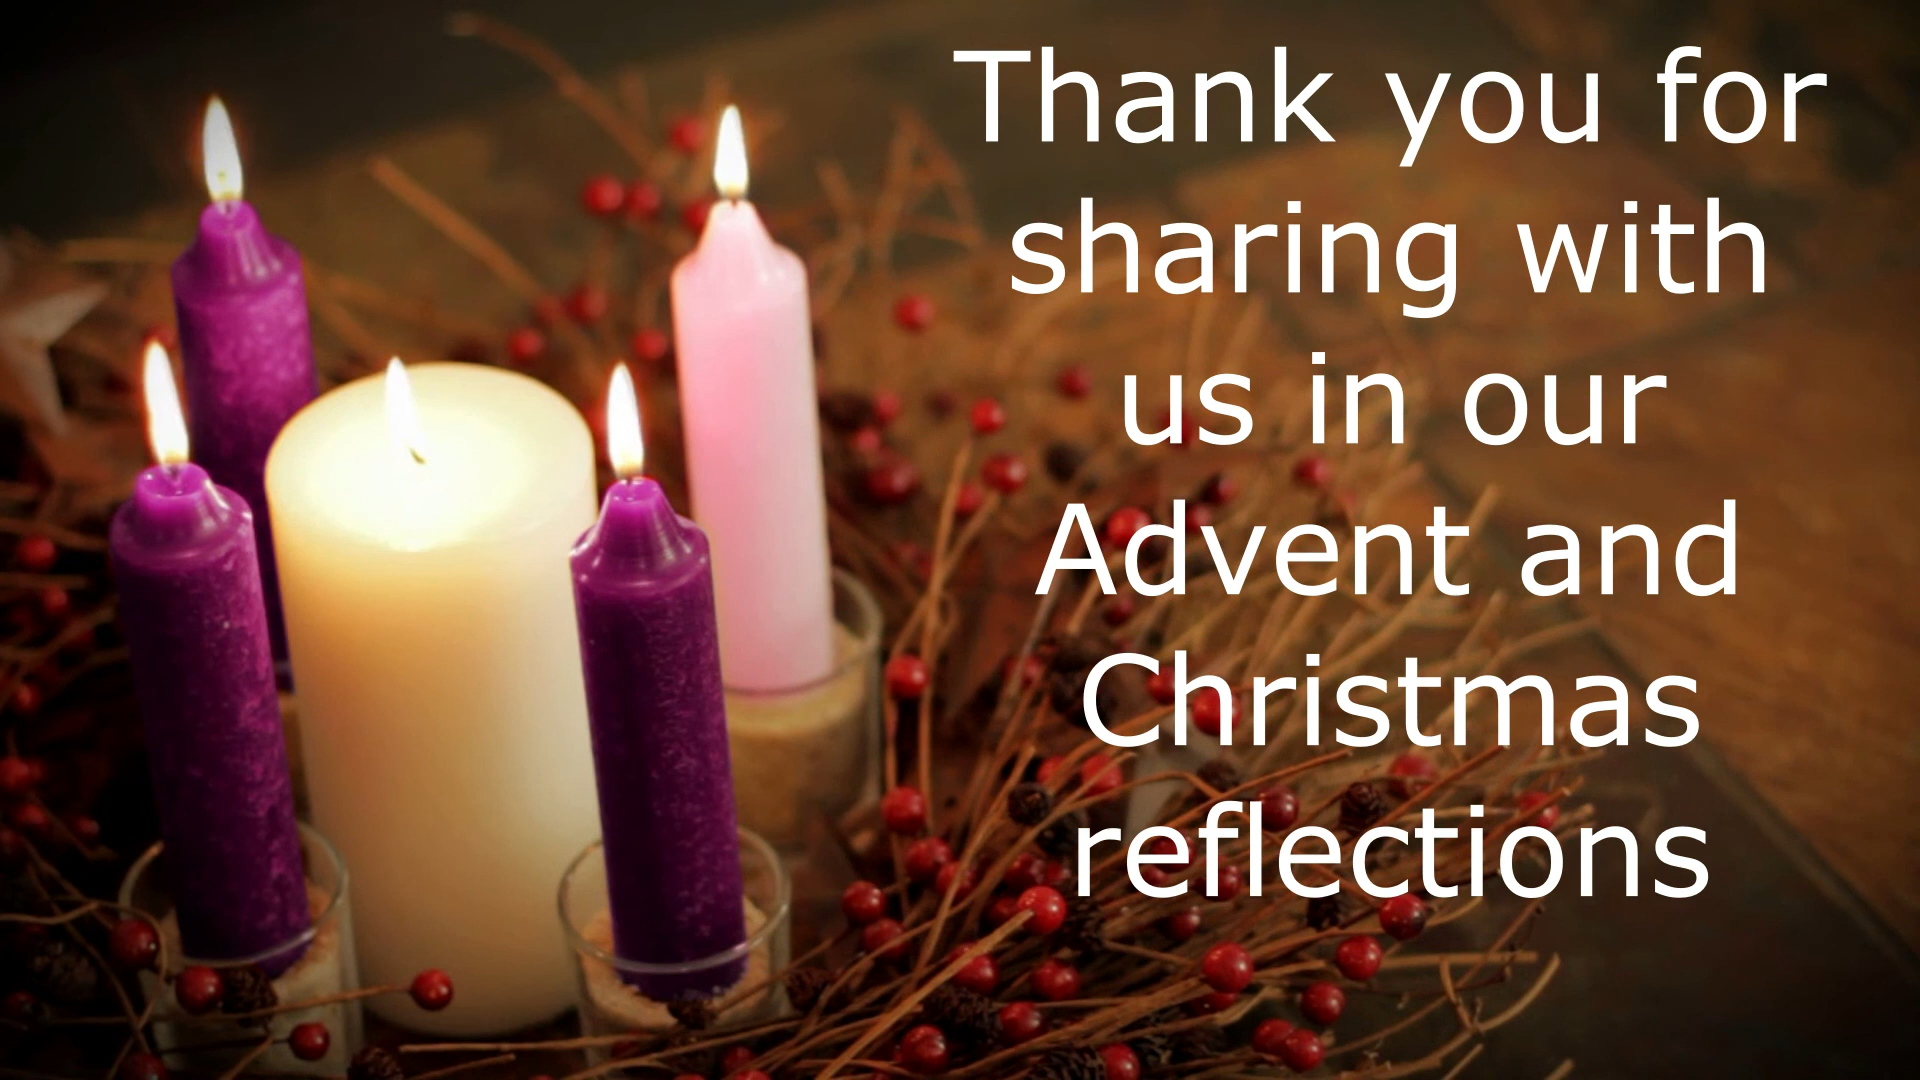 Thank you for
sharing with
us in our
Advent and
Christmas
reflections